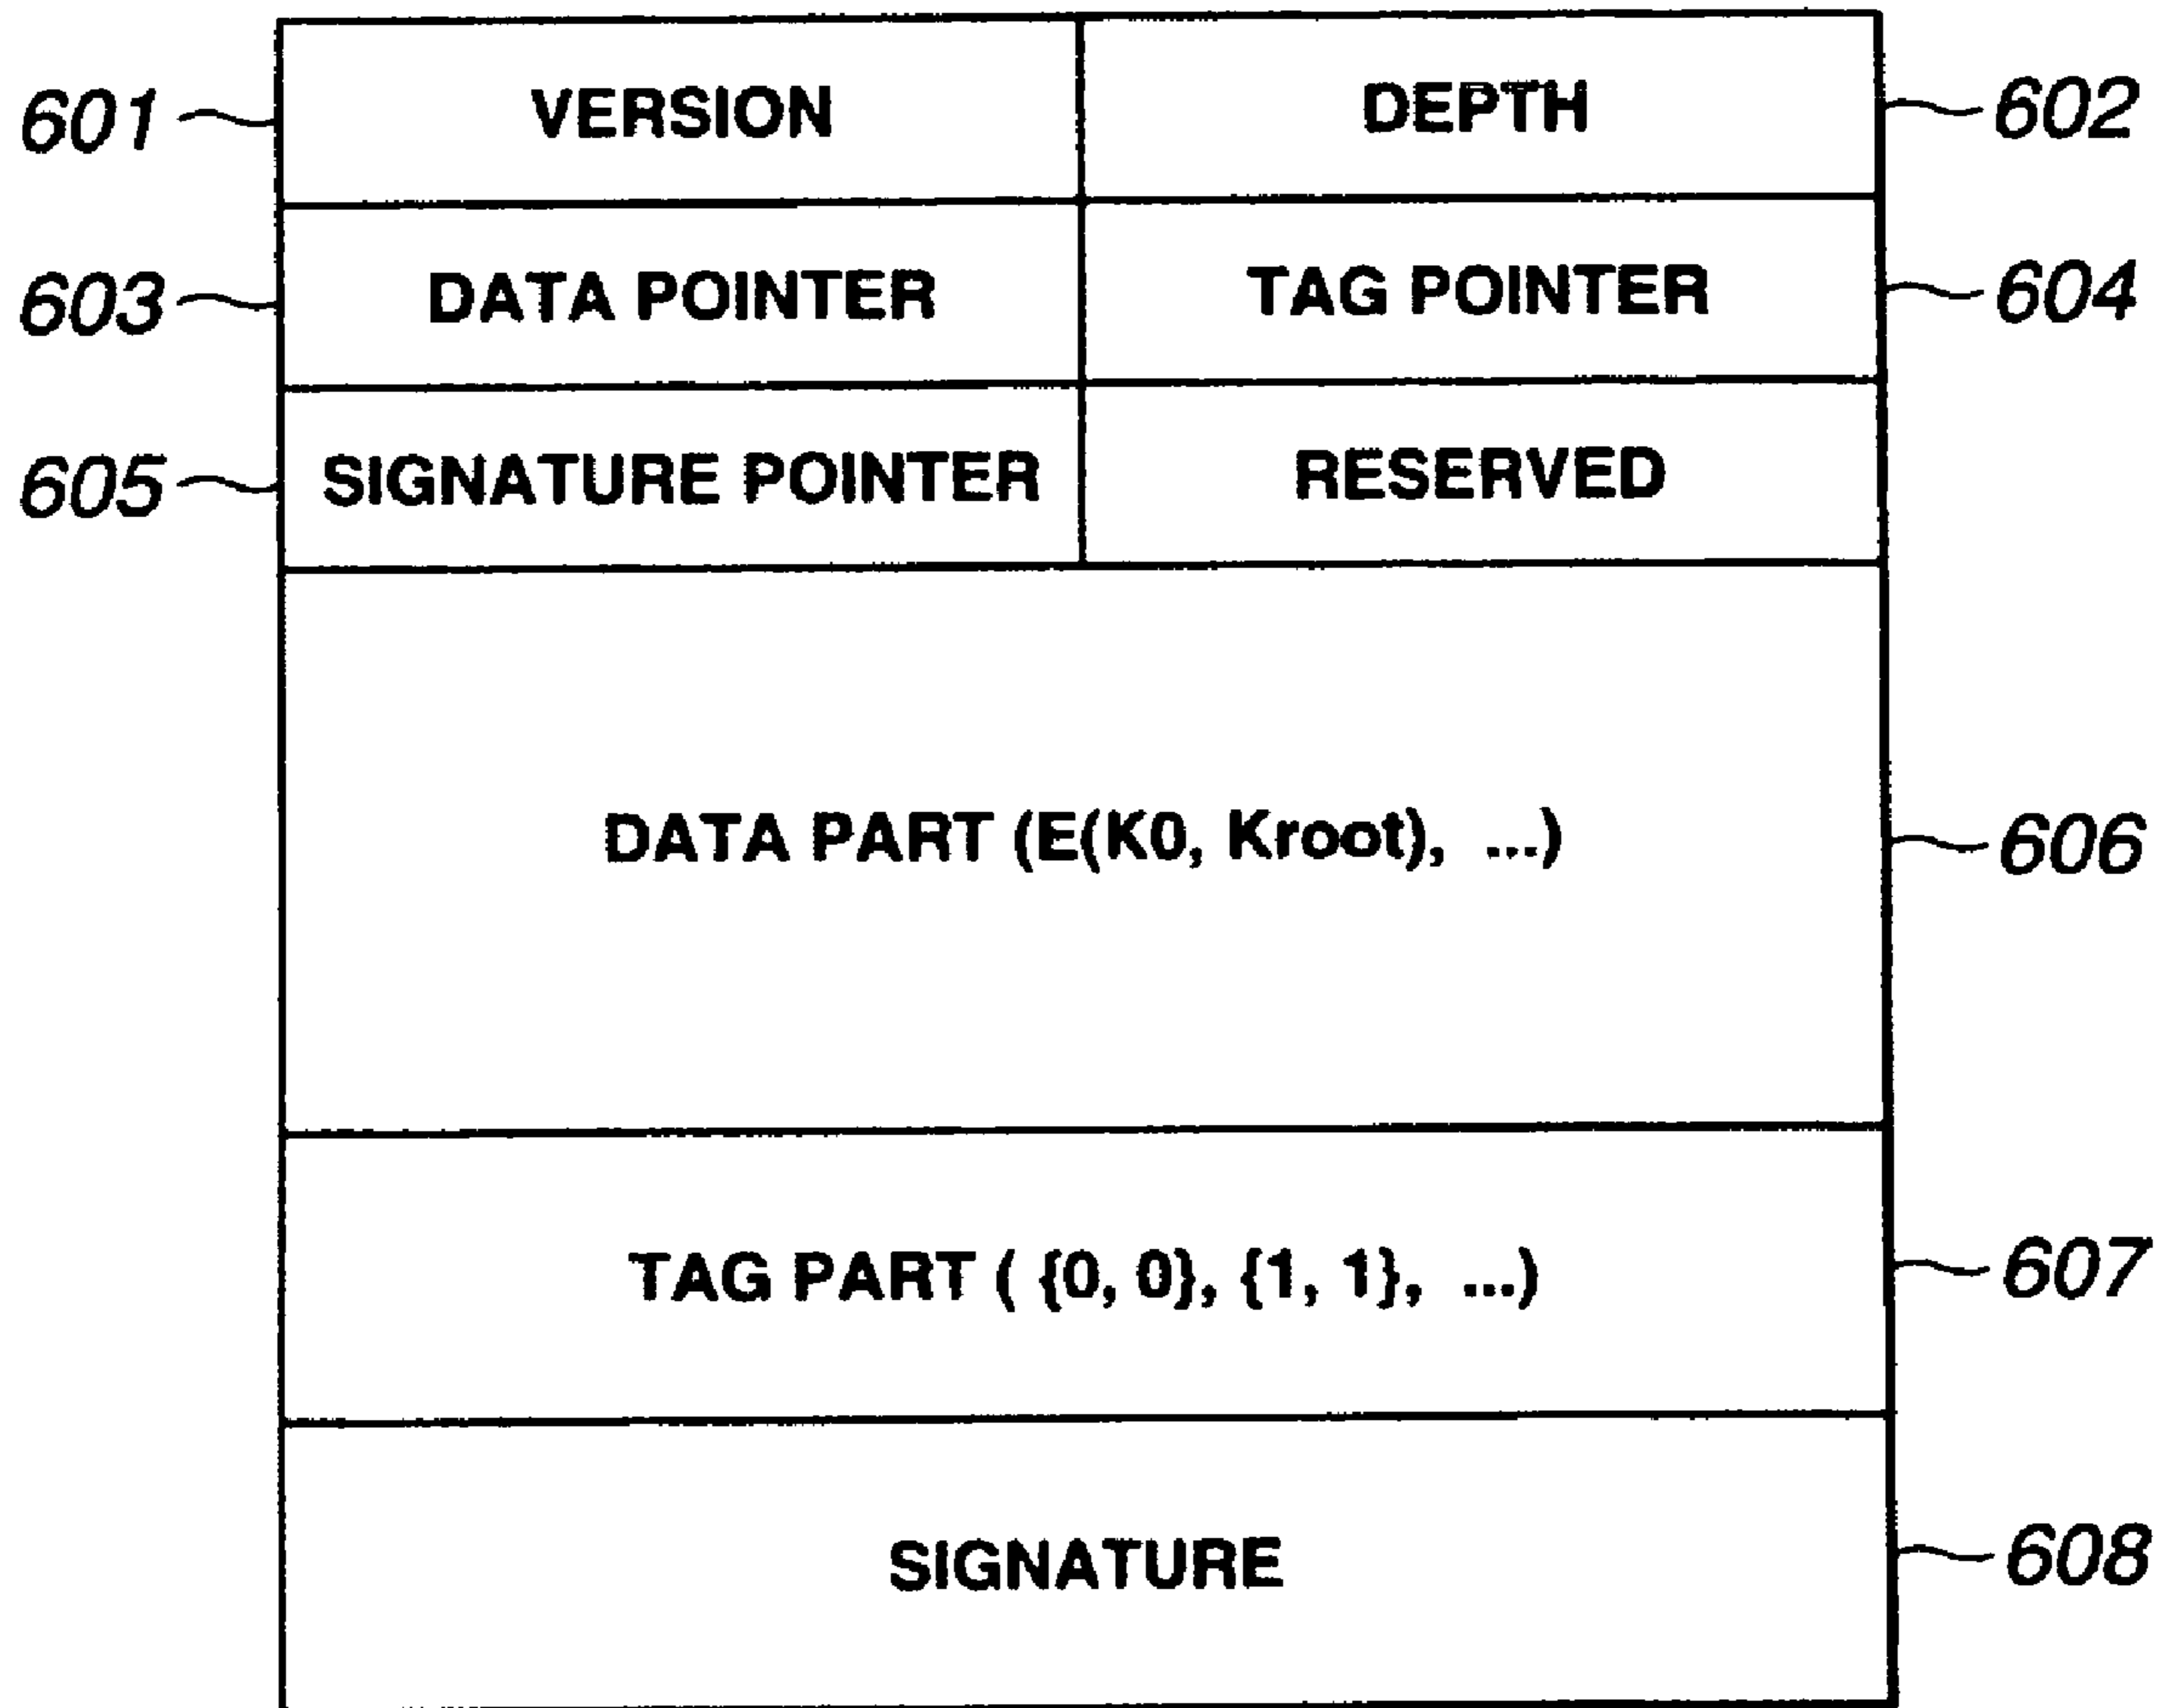 601 VERSION DEPTH 602
603 DATA POINTER TAG POINTER 604
605 SIGNATURE POINTER RESERVED
DATA PART (E(K0, Kroot), ...) 606
TAG PART ( {0, 0}, {1, 1}, ...) 607
SIGNATURE 608